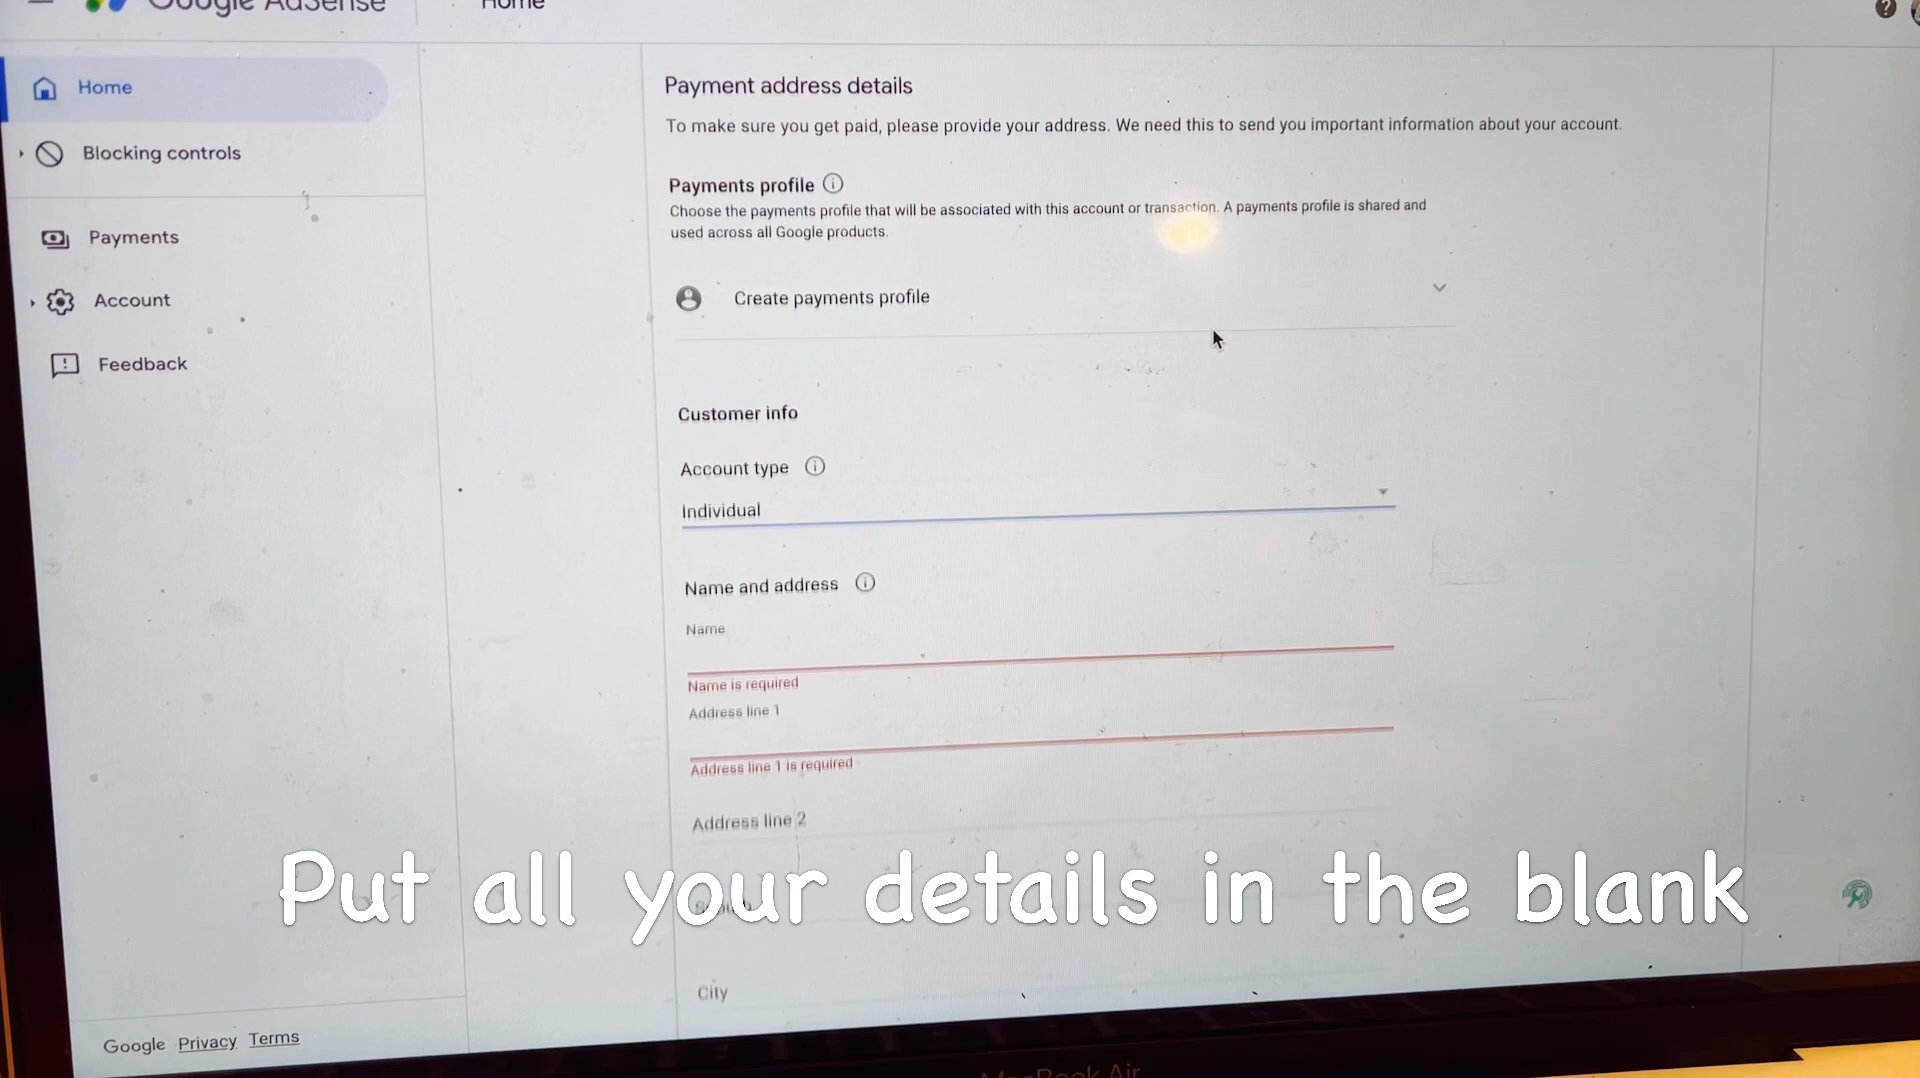 Google AdSense
Home
Home
Blocking controls
Payments
Account
Feedback
Payment address details
To make sure you get paid, please provide your address. We need this to send you important information about your account.
Payments profile
Choose the payments profile that will be associated with this account or transaction. A payments profile is shared and
used across all Google products.
Create payments profile
Customer info
Account type
Individual
Name and address
Name
Name is required
Address line 1
Address line 1 is required
Address line 2
Put all your details in the blank
City
Google Privacy Terms
MacBook Air